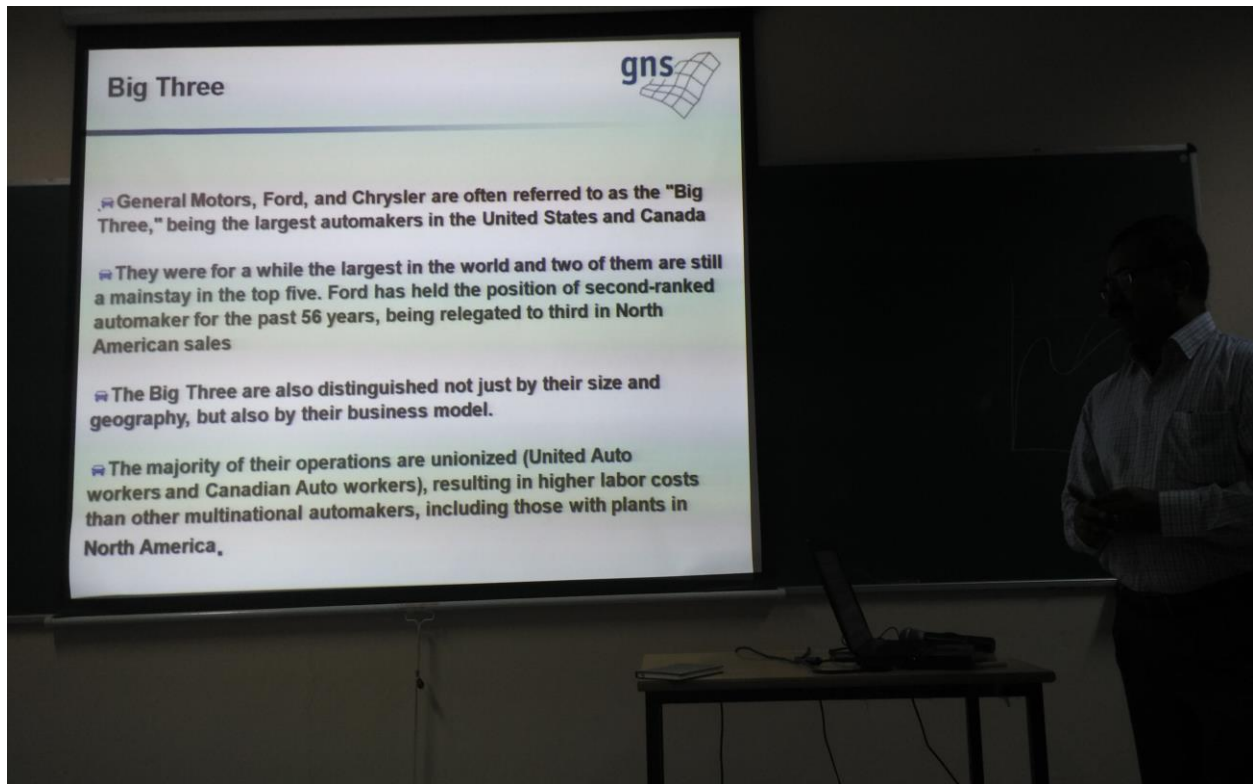 gns
Big Three
General Motors, Ford, and Chrysler are often referred to as the "Big
Three," being the largest automakers in the United States and Canada
They were for a while the largest in the world and two of them are still
a mainstay in the top five. Ford has held the position of second-ranked
automaker for the past 56 years, being relegated to third in North
American sales
The Big Three are also distinguished not just by their size and
geography, but also by their business model.
The majority of their operations are unionized (United Auto
workers and Canadian Auto workers), resulting in higher labor costs
than other multinational automakers, including those with plants in
North America.